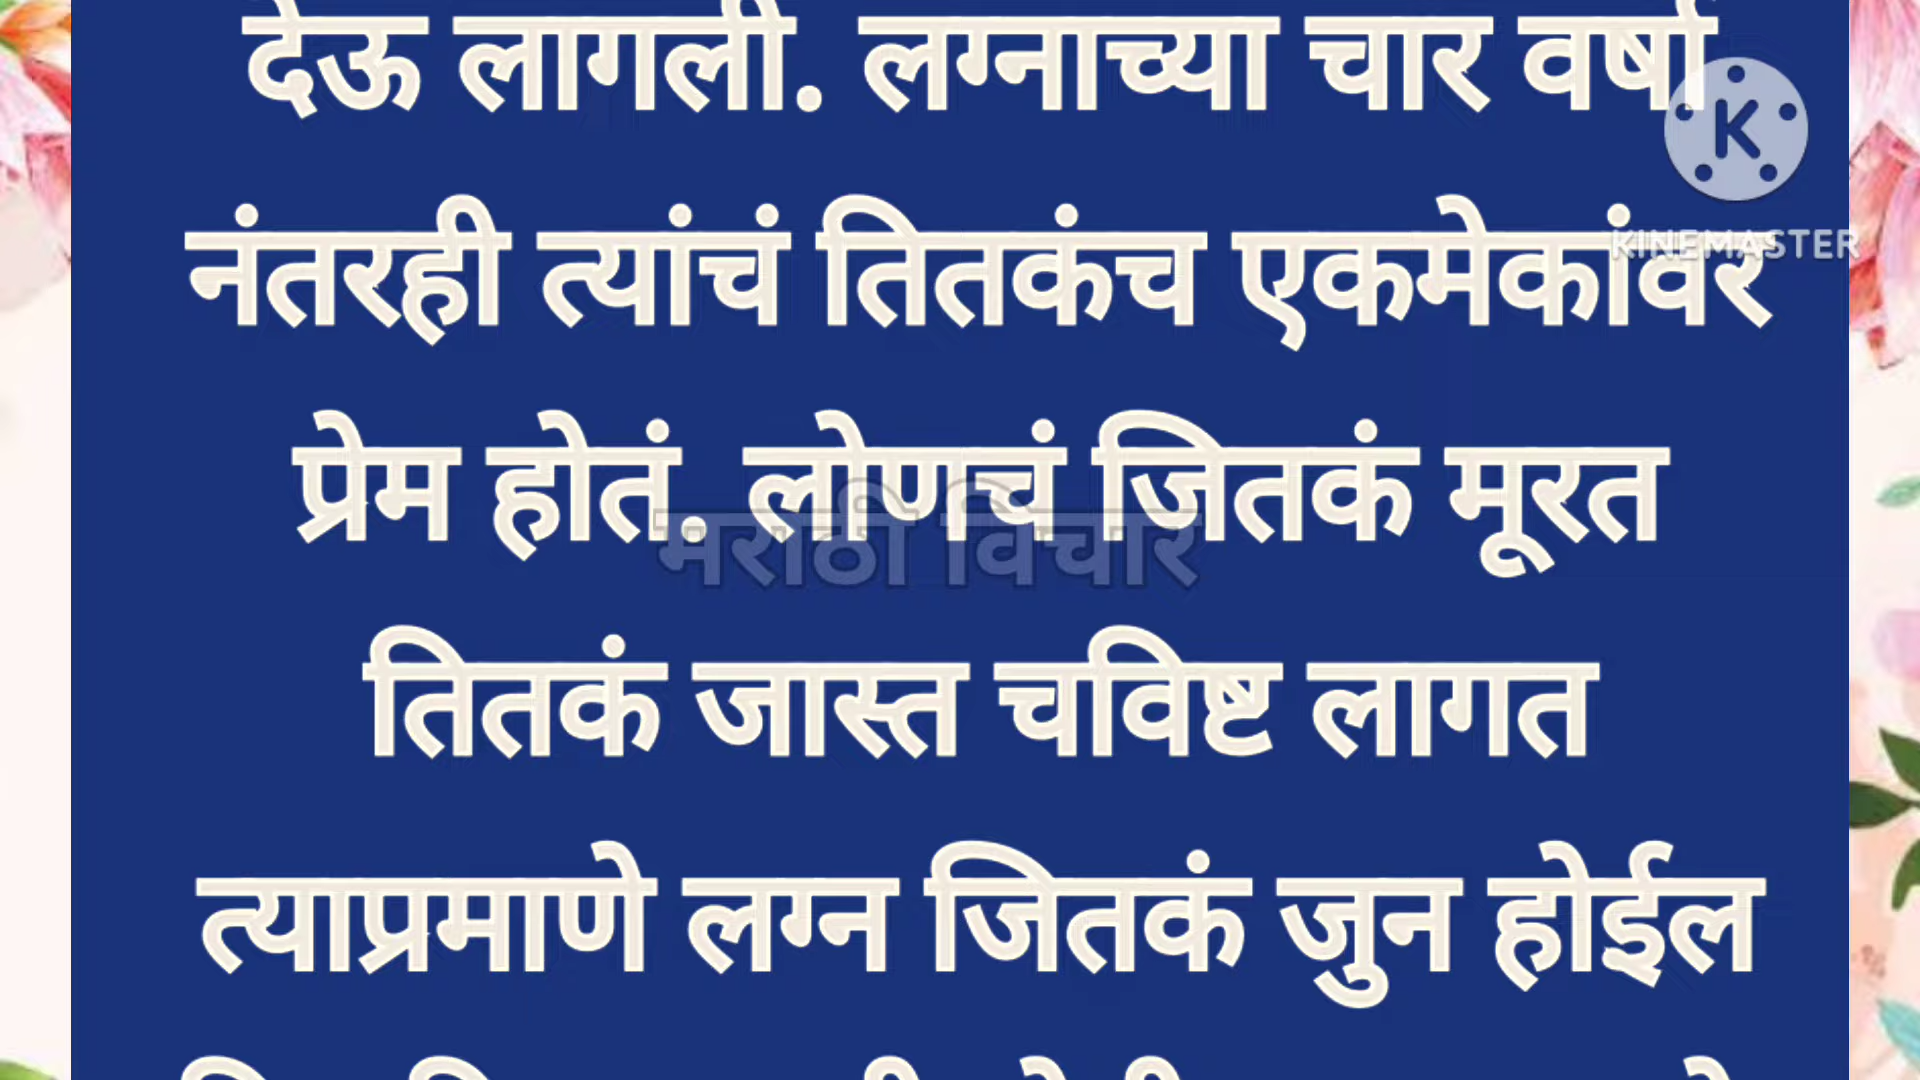 देऊ लागली. लग्नाच्या चार वर्षा
K
नंतरही त्यांचं तितकंच एकमेकांवर
KINEMASTER
प्रेम होतं. लोणचं जितकं मूरत
मराठी विचार
तितकं जास्त चविष्ट लागत
त्याप्रमाणे लग्न जितकं जुन होईल